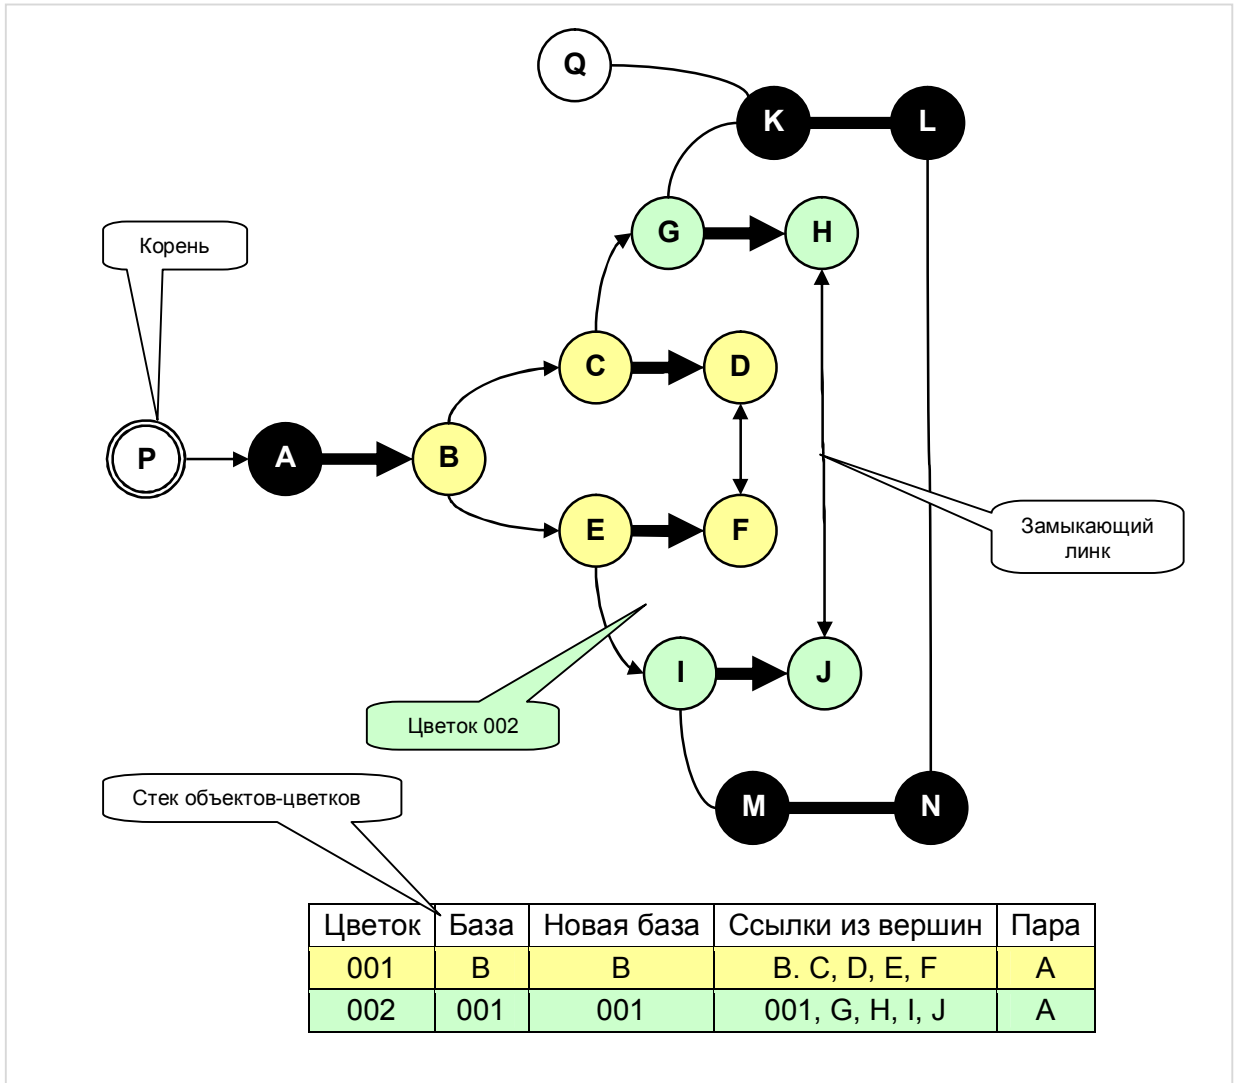 Q
K
L
G
H
Корень
C
D
P
A
B
E
F
Замыкающий
линк
I
J
Цветок 002
Стек объектов-цветков
M
N
Цветок База Новая база Ссылки из вершин Пара
001 B B B. C, D, E, F A
002 001 001 001, G, H, I, J A